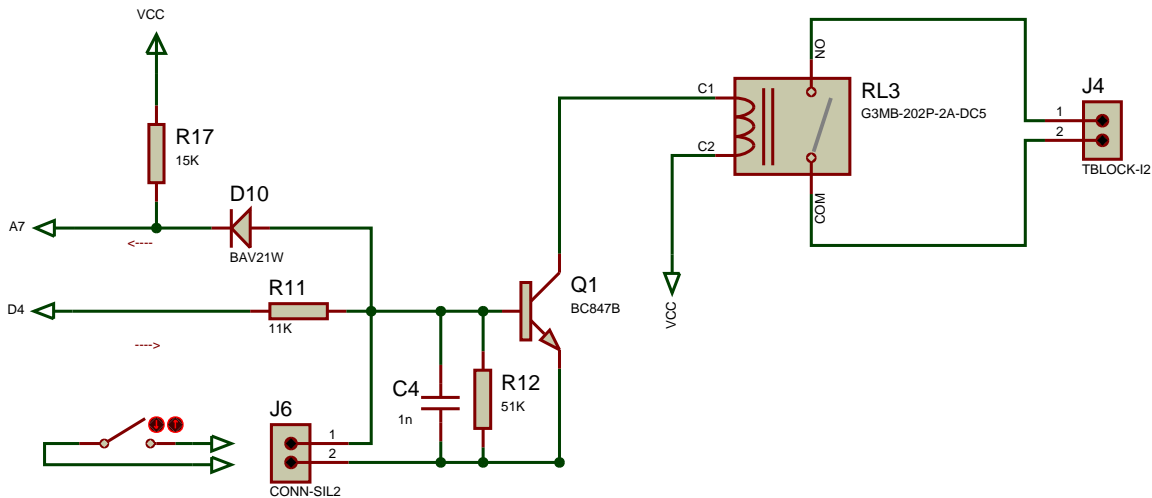 VCC
R17
15K
D10
BAV21W
A7
<----
D4
R11
11K
---->
J6
1
2
CONN-SIL2
C4
1n
R12
51K
Q1
BC847B
C1
C2
VCC
NO
COM
RL3
G3MB-202P-2A-DC5
J4
1
2
TBLOCK-I2